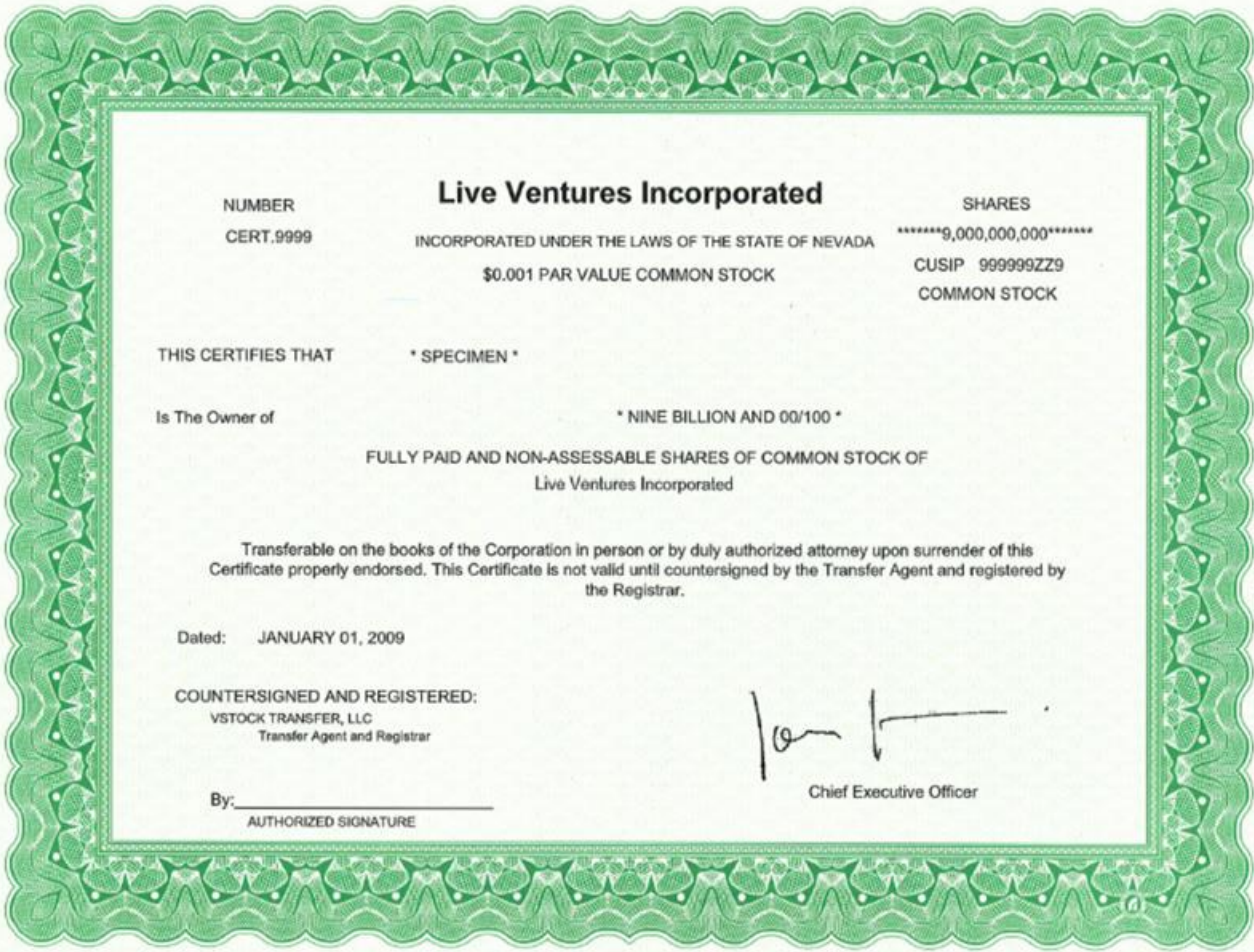 Live Ventures Incorporated
NUMBER
CERT.9999
INCORPORATED UNDER THE LAWS OF THE STATE OF NEVADA
$0.001 PAR VALUE COMMON STOCK
SHARES
*******9,000,000,000*******
CUSIP 999999ZZ9
COMMON STOCK
THIS CERTIFIES THAT * SPECIMEN *
Is The Owner of * NINE BILLION AND 00/100 *
FULLY PAID AND NON-ASSESSABLE SHARES OF COMMON STOCK OF
Live Ventures Incorporated
Transferable on the books of the Corporation in person or by duly authorized attorney upon surrender of this
Certificate properly endorsed. This Certificate is not valid until countersigned by the Transfer Agent and registered by
the Registrar.
Dated: JANUARY 01, 2009
COUNTERSIGNED AND REGISTERED:
VSTOCK TRANSFER, LLC
Transfer Agent and Registrar
By:
AUTHORIZED SIGNATURE
Chief Executive Officer